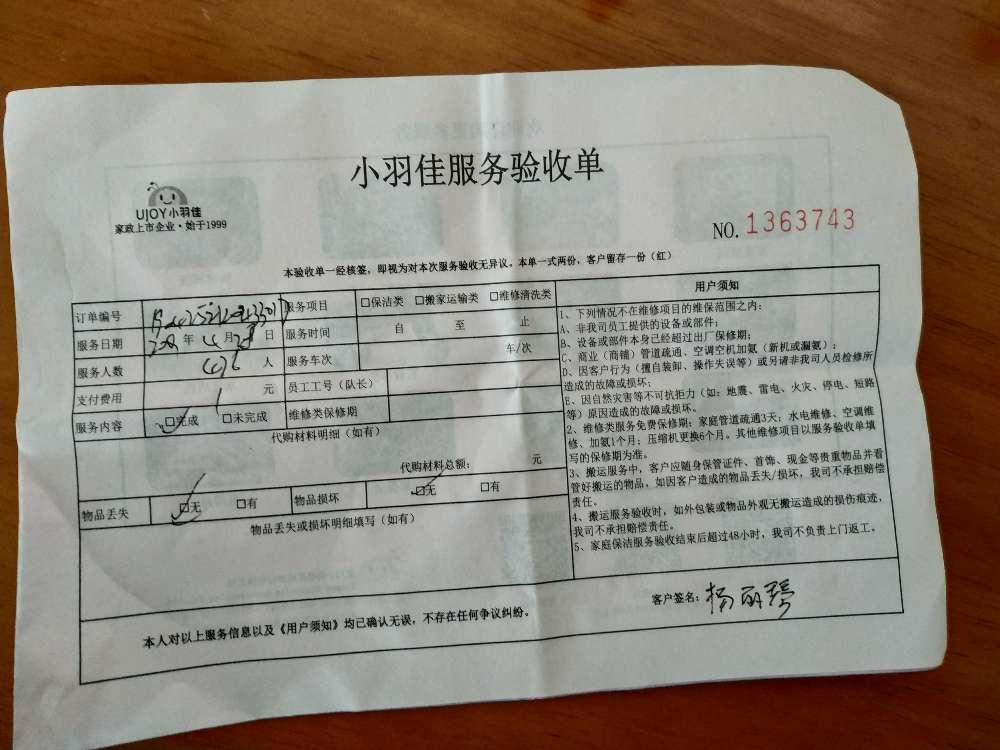 小羽佳服务验收单
UJOY小羽佳
家政上市企业·始于1999
NO. 1363743
本验收单一经核签，即视为对本次服务验收无异议。本单一式两份，客户留存一份（红）
订单编号
服务项目 □保洁类 □搬家运输类 □维修清洗类
服务日期 年 4 月 日
服务时间 自 至 止
服务人数 人
服务车次 车/次
支付费用 元
员工工号（队长）
服务内容 □完成 □未完成
维修类保修期
代购材料明细（如有）
代购材料总额： 元
物品丢失 □无 □有
物品损坏 □无 □有
物品丢失或损坏明细填写（如有）
用户须知
1、下列情况不在维修项目的维保范围之内：
A、非我司员工提供的设备或部件；
B、设备或部件本身已经超过出厂保修期；
C、商业（商铺）管道疏通、空调空机加氨（新机或漏氨）；
D、因客户行为（擅自装卸、操作失误等）或另请非我司人员检修所
造成的故障或损坏；
E、因自然灾害等不可抗拒力（如：地震、雷电、火灾、停电、短路
等）原因造成的故障或损坏。
2、维修类服务免费保修期：家庭管道疏通3天；水电维修、空调维
修、加氨1个月；压缩机更换6个月。其他维修项目以服务验收单填
写的保修期为准。
3、搬运服务中，客户应随身保管证件、首饰、现金等贵重物品并看
管好搬运的物品，如因客户造成的物品丢失/损坏，我司不承担赔偿
责任。
4、搬运服务验收时，如外包装或物品外观无搬运造成的损伤痕迹，
我司不承担赔偿责任。
5、家庭保洁服务验收结束后超过48小时，我司不负责上门返工。
本人对以上服务信息以及《用户须知》均已确认无误，不存在任何争议纠纷。
客户签名：杨丽琴